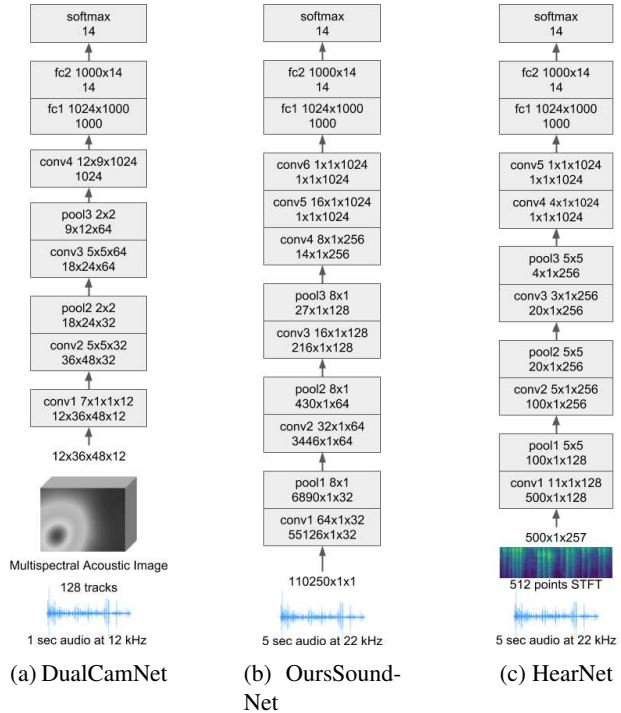 softmax
14
fc2 1000x14
14
fc1 1024x1000
1000
conv4 12x9x1024
1024
pool3 2x2
9x12x64
conv3 5x5x64
18x24x64
pool2 2x2
18x24x32
conv2 5x5x32
36x48x32
conv1 7x1x1x12
12x36x48x12
12x36x48x12
Multispectral Acoustic Image
128 tracks
1 sec audio at 12 kHz
(a) DualCamNet
softmax
14
fc2 1000x14
14
fc1 1024x1000
1000
conv6 1x1x1024
1x1x1024
conv5 16x1x1024
1x1x1024
conv4 8x1x256
14x1x256
pool3 8x1
27x1x128
conv3 16x1x128
216x1x128
pool2 8x1
430x1x64
conv2 32x1x64
3446x1x64
pool1 8x1
6890x1x32
conv1 64x1x32
55126x1x32
110250x1x1
5 sec audio at 22 kHz
(b) OursSound-
Net
softmax
14
fc2 1000x14
14
fc1 1024x1000
1000
conv5 1x1x1024
1x1x1024
conv4 4x1x1024
1x1x1024
pool3 5x5
4x1x256
conv3 3x1x256
20x1x256
pool2 5x5
20x1x256
conv2 5x1x256
100x1x256
pool1 5x5
100x1x128
conv1 11x1x128
500x1x128
500x1x257
512 points STFT
5 sec audio at 22 kHz
(c) HearNet